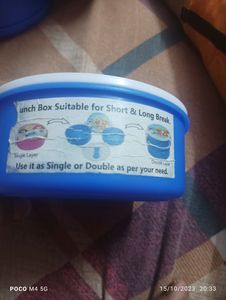 unch Box Suitable for Short & Long Break.
Single Layer
Double Layer
Use it as Single or Double as per your need.
POCO M4 5G
15/10/2023 20:33